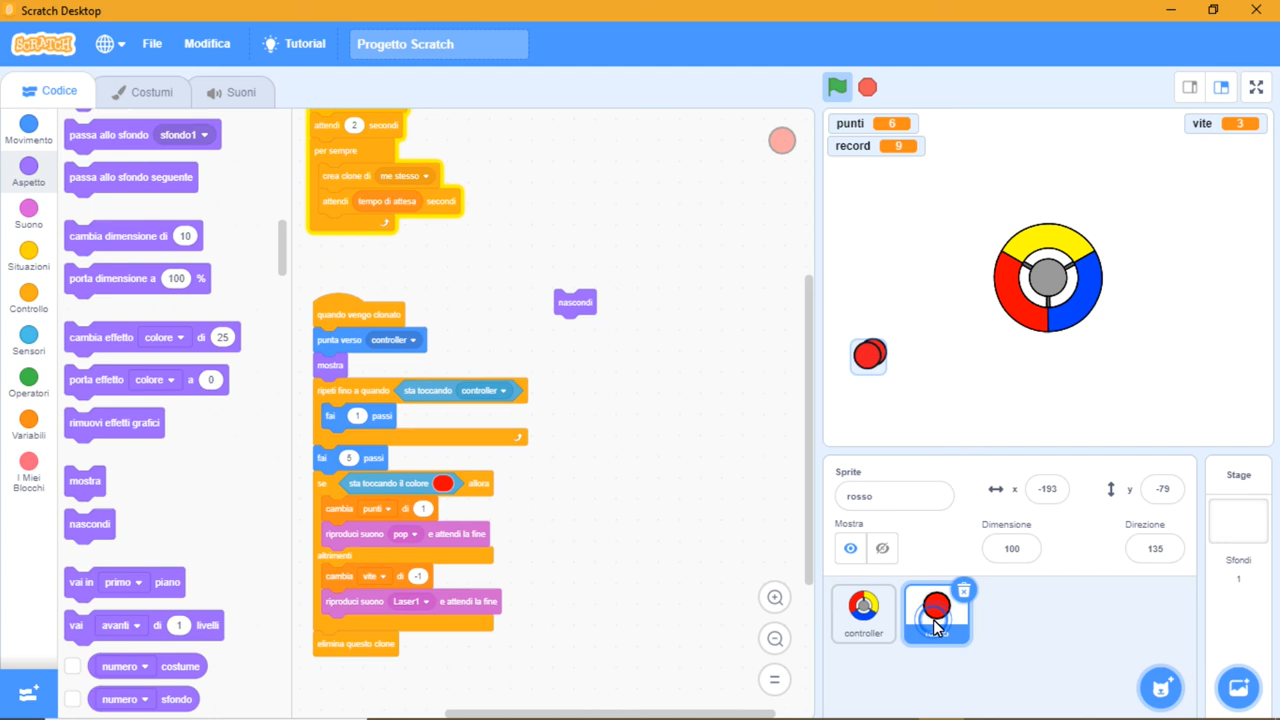 Scratch Desktop
SCRATCH File Modifica Tutorial Progetto Scratch
Codice Costumi Suoni
Movimento
Aspetto
Suono
Situazioni
Controllo
Sensori
Operatori
Variabili
I Miei
Blocchi
passa allo sfondo sfondo1
passa allo sfondo seguente
cambia dimensione di 10
porta dimensione a 100 %
cambia effetto colore di 25
porta effetto colore a 0
rimuovi effetti grafici
mostra
nascondi
vai in primo piano
vai avanti di 1 livelli
numero costume
numero sfondo
attendi 2 secondi
per sempre
crea clone di me stesso
attendi tempo di attesa secondi
nascondi
quando vengo clonato
punta verso controller
mostra
ripeti fino a quando sta toccando controller
fai 1 passi
fai 5 passi
se sta toccando il colore allora
cambia punti di 1
riproduci suono pop e attendi la fine
altrimenti
cambia vite di -1
riproduci suono Laser1 e attendi la fine
elimina questo clone
punti 6
record 9
vite 3
Sprite
rosso
x -193 y -79
Mostra
Dimensione
100
Direzione
135
controller
Stage
Sfondi
1